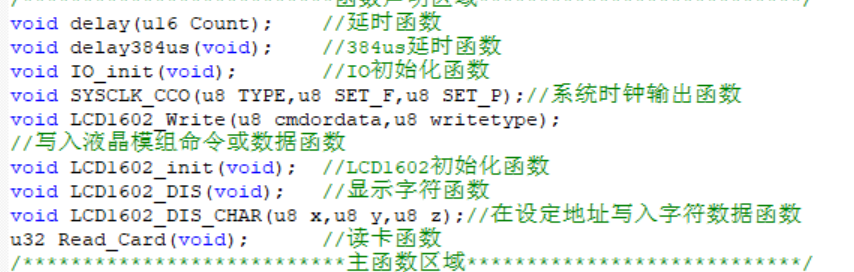 /**************************函数声明区域***************************/
void delay(u16 Count);    //延时函数
void delay384us(void);    //384us延时函数
void IO_init(void);       //IO初始化函数
void SYSCLK_CCO(u8 TYPE,u8 SET_F,u8 SET_P);//系统时钟输出函数
void LCD1602_Write(u8 cmdordata,u8 writetype);
//写入液晶模组命令或数据函数
void LCD1602_init(void);  //LCD1602初始化函数
void LCD1602_DIS(void);   //显示字符函数
void LCD1602_DIS_CHAR(u8 x,u8 y,u8 z);//在设定地址写入字符数据函数
u32 Read_Card(void);      //读卡函数
/***************************主函数区域****************************/